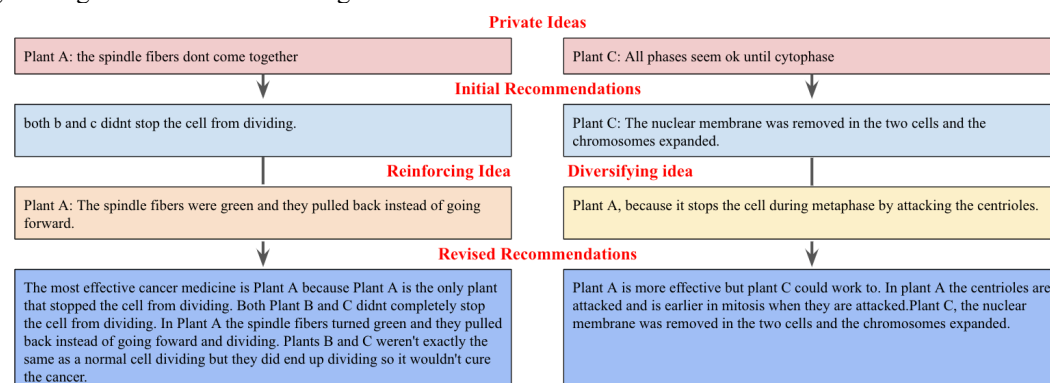 Private Ideas
Plant A: the spindle fibers dont come together
Plant C: All phases seem ok until cytophase
Initial Recommendations
both b and c didnt stop the cell from dividing.
Plant C: The nuclear membrane was removed in the two cells and the
chromosomes expanded.
Reinforcing Idea
Diversifying idea
Plant A: The spindle fibers were green and they pulled back instead of going
forward.
Plant A, because it stops the cell during metaphase by attacking the centrioles.
Revised Recommendations
The most effective cancer medicine is Plant A because Plant A is the only plant
that stopped the cell from dividing. Both Plant B and C didnt completely stop
the cell from dividing. In Plant A the spindle fibers turned green and they pulled
back instead of going foward and dividing. Plants B and C weren't exactly the
same as a normal cell dividing but they did end up dividing so it wouldn't cure
the cancer.
Plant A is more effective but plant C could work to. In plant A the centrioles are
attacked and is earlier in mitosis when they are attacked.Plant C, the nuclear
membrane was removed in the two cells and the chromosomes expanded.